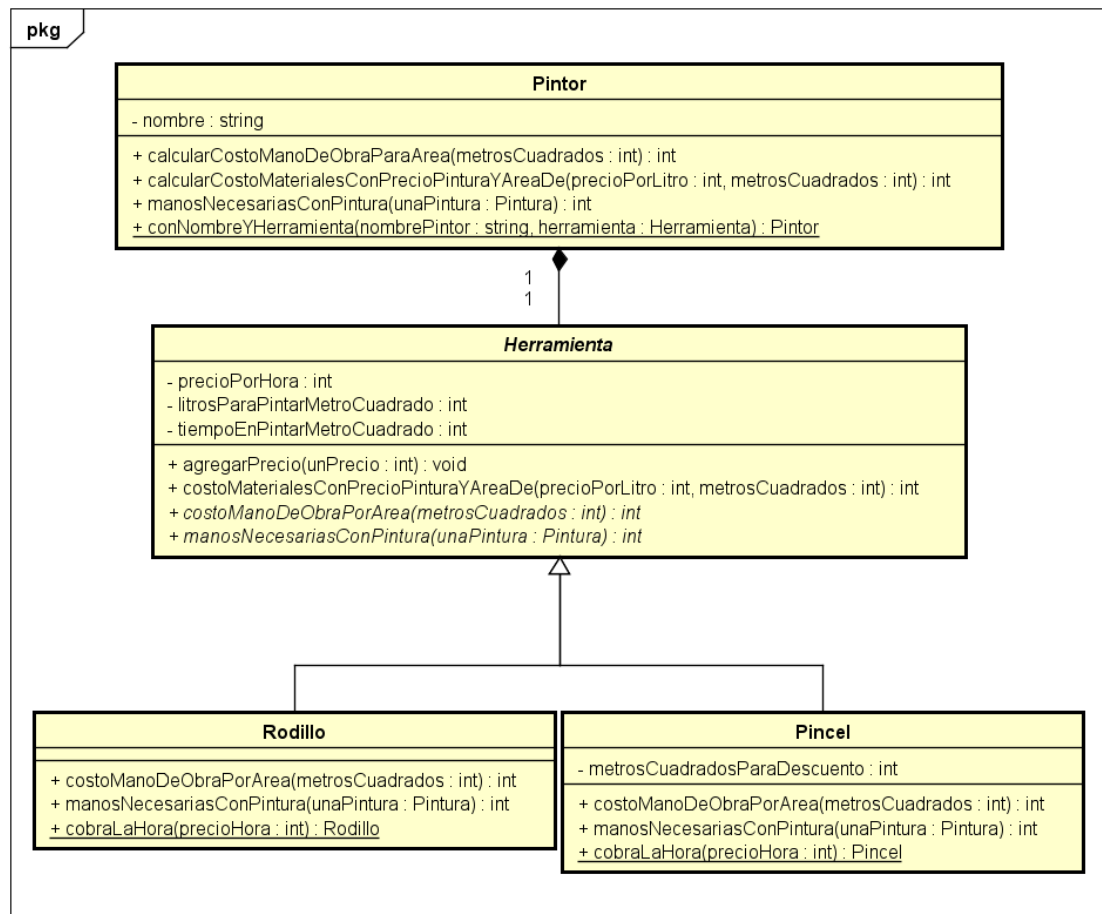 pkg
Pintor
- nombre : string
+ calcularCostoManoDeObraParaArea(metrosCuadrados : int) : int
+ calcularCostoMaterialesConPrecioPinturaYAreaDe(precioPorLitro : int, metrosCuadrados : int) : int
+ manosNecesariasConPintura(unaPintura : Pintura) : int
+ conNombreYHerramienta(nombrePintor : string, herramienta : Herramienta) : Pintor
1
1
Herramienta
- precioPorHora : int
- litrosParaPintarMetroCuadrado : int
- tiempoEnPintarMetroCuadrado : int
+ agregarPrecio(unPrecio : int) : void
+ costoMaterialesConPrecioPinturaYAreaDe(precioPorLitro : int, metrosCuadrados : int) : int
+ costoManoDeObraPorArea(metrosCuadrados : int) : int
+ manosNecesariasConPintura(unaPintura : Pintura) : int
Rodillo
+ costoManoDeObraPorArea(metrosCuadrados : int) : int
+ manosNecesariasConPintura(unaPintura : Pintura) : int
+ cobraLaHora(precioHora : int) : Rodillo
Pincel
- metrosCuadradosParaDescuento : int
+ costoManoDeObraPorArea(metrosCuadrados : int) : int
+ manosNecesariasConPintura(unaPintura : Pintura) : int
+ cobraLaHora(precioHora : int) : Pincel